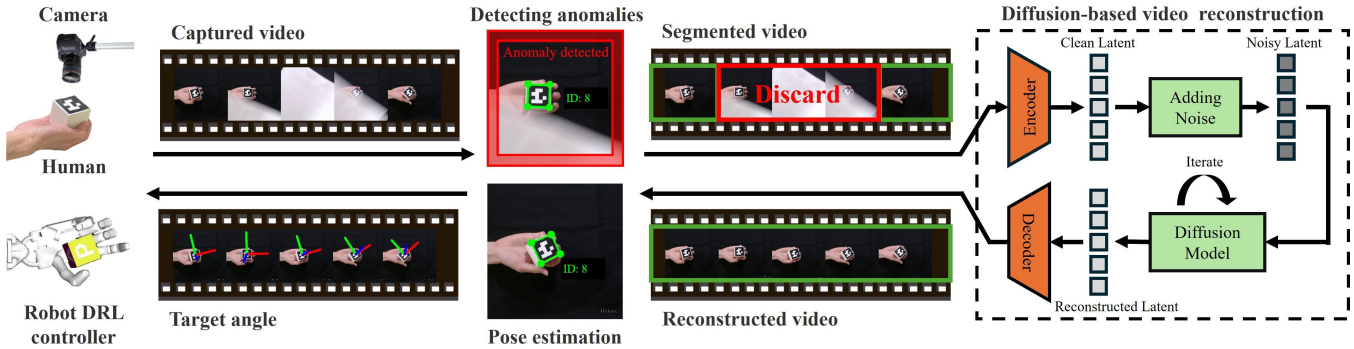 Camera
Human
Captured video
Detecting anomalies
Anomaly detected
ID: 8
Segmented video
Discard
Diffusion-based video reconstruction
Clean Latent
Noisy Latent
Encoder
Adding
Noise
Iterate
Diffusion
Model
Decoder
Reconstructed Latent
Reconstructed video
ID: 8
Pose estimation
Target angle
P
Robot DRL
controller